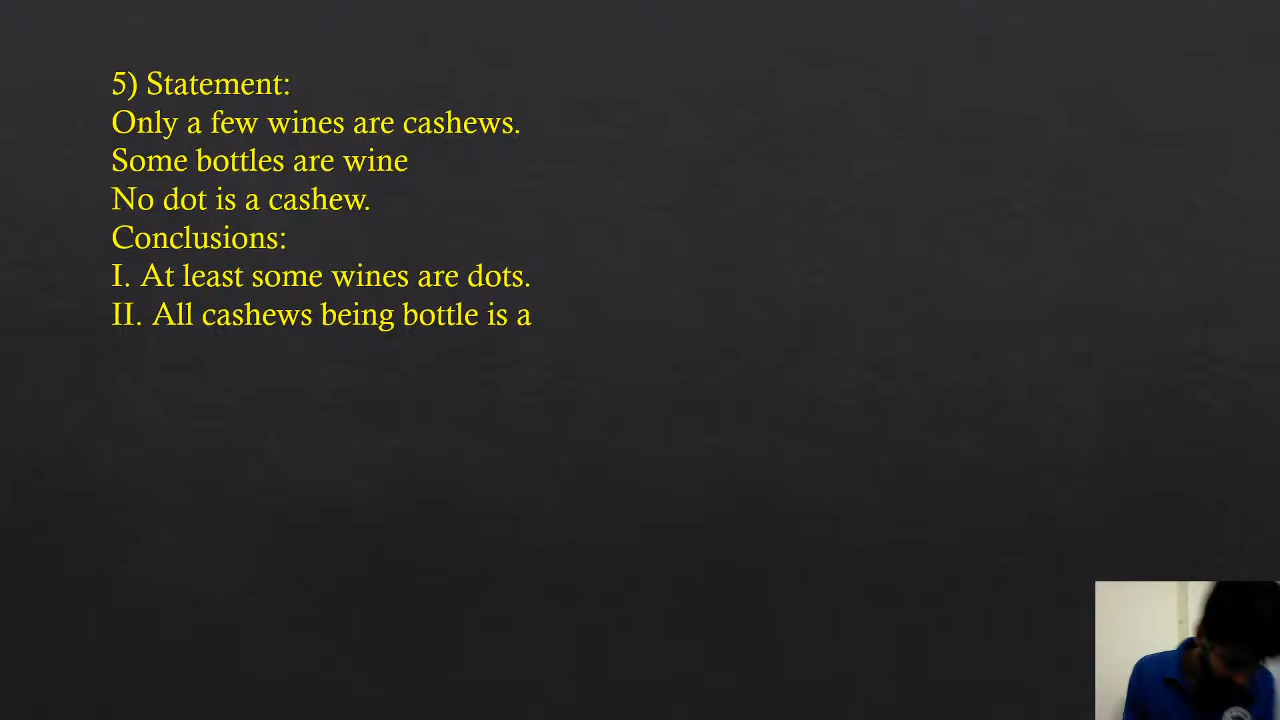 5) Statement:
Only a few wines are cashews.
Some bottles are wine
No dot is a cashew.
Conclusions:
I. At least some wines are dots.
II. All cashews being bottle is a